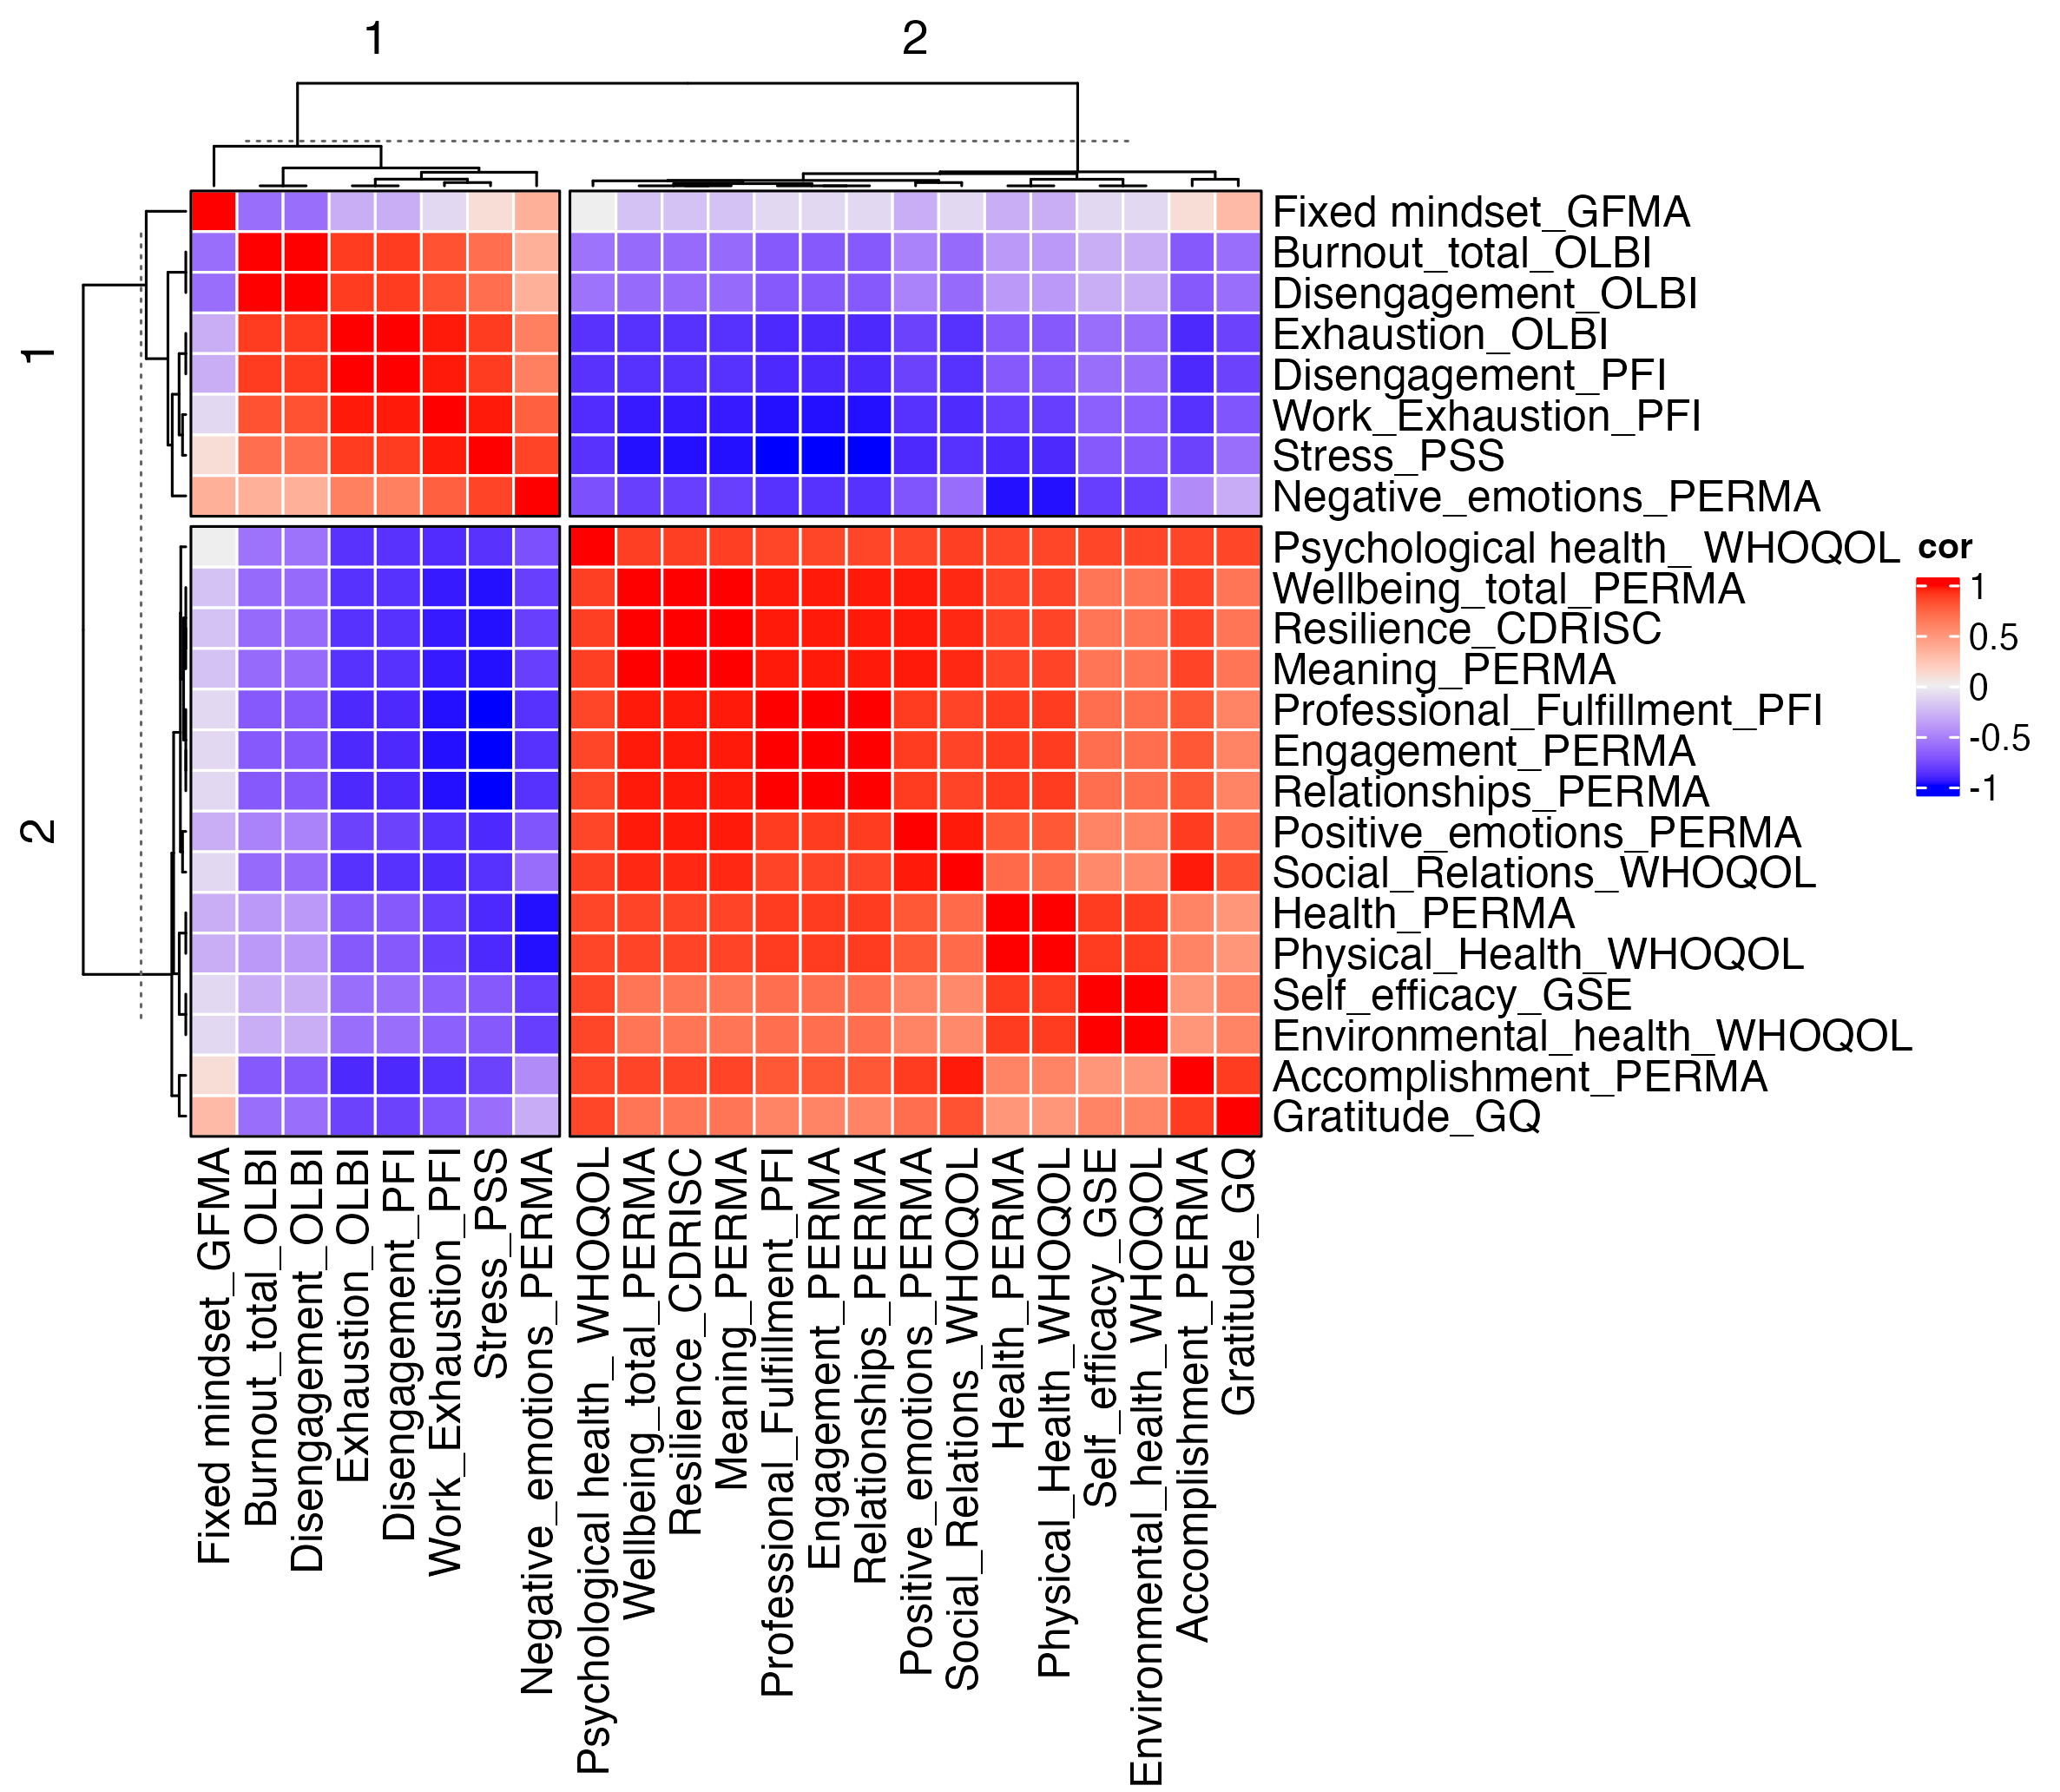 1
2
1
2
Fixed mindset_GFMA
Burnout_total_OLBI
Disengagement_OLBI
Exhaustion_OLBI
Disengagement_PFI
Work_Exhaustion_PFI
Stress_PSS
Negative_emotions_PERMA
Psychological health_ WHOQOL
Wellbeing_total_PERMA
Resilience_CDRISC
Meaning_PERMA
Professional_Fulfillment_PFI
Engagement_PERMA
Relationships_PERMA
Positive_emotions_PERMA
Social_Relations_WHOQOL
Health_PERMA
Physical_Health_WHOQOL
Self_efficacy_GSE
Environmental_health_WHOQOL
Accomplishment_PERMA
Gratitude_GQ
cor
1
0.5
0
-0.5
-1
Fixed mindset_GFMA
Burnout_total_OLBI
Disengagement_OLBI
Exhaustion_OLBI
Disengagement_PFI
Work_Exhaustion_PFI
Stress_PSS
Negative_emotions_PERMA
Psychological health_ WHOQOL
Wellbeing_total_PERMA
Resilience_CDRISC
Meaning_PERMA
Professional_Fulfillment_PFI
Engagement_PERMA
Relationships_PERMA
Positive_emotions_PERMA
Social_Relations_WHOQOL
Health_PERMA
Physical_Health_WHOQOL
Self_efficacy_GSE
Environmental_health_WHOQOL
Accomplishment_PERMA
Gratitude_GQ